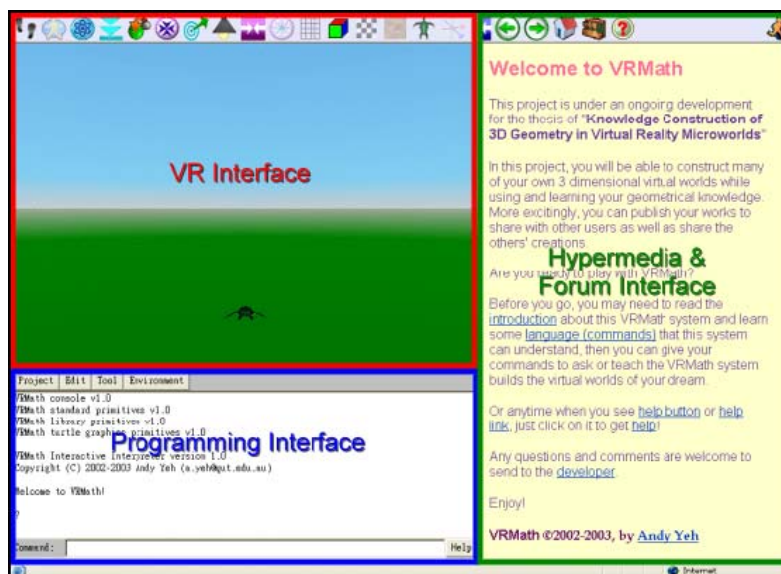 VR Interface
Project Edit Tool Environment
VRMath console v1.0
VRMath standard primitives v1.0
VRMath library primitives v1.0
VRMath turtle graphics primitives v1.0
Programming Interface
VRMath Interactive Interpreter version 1.0
Copyright (C) 2002-2003 Andy Yeh (a.yeh@qut.edu.au)
Welcome to VRMath!
?
Command: Help
Welcome to VRMath
This project is under an ongoing development
for the thesis of "Knowledge Construction of
3D Geometry in Virtual Reality Microworlds"
In this project, you will be able to construct many
of your own 3 dimensional virtual worlds while
using and learning your geometrical knowledge.
More excitingly, you can publish your works to
share with other users as well as share the
others' creations.
Hypermedia &
Forum Interface
Are you ready to play with VRMath?
Before you go, you may need to read the
introduction about this VRMath system and learn
some language (commands) that this system
can understand, then you can give your
commands to ask or teach the VRMath system
builds the virtual worlds of your dream.
Or anytime when you see help button or help
link, just click on it to get help!
Any questions and comments are welcome to
send to the developer.
Enjoy!
VRMath ©2002-2003, by Andy Yeh
Internet